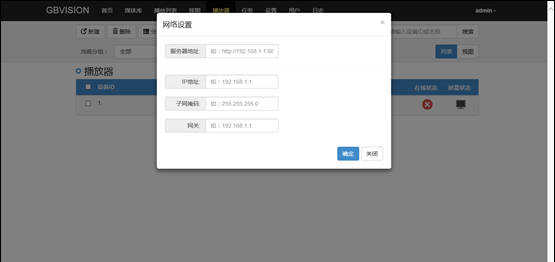 GBVISION 首页 媒体库 播放列表 排期 播放器 任务 设置 用户 日志 admin
网络设置 ×
新建 删除 分 输入设备ID或名称 搜索
服务器地址: 如：http://192.168.1.1:88
当前分组： 全部 列表 视图
播放器
IP地址: 如：192.168.1.1
设备ID 在线状态 屏幕状态
子网掩码: 如：255.255.255.0
1
网关: 如：192.168.1.1
确定 关闭